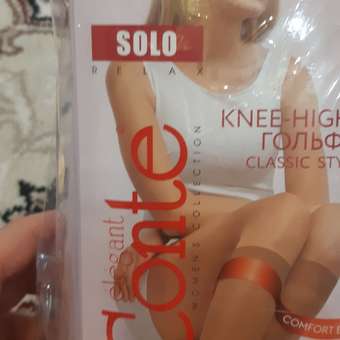 SOLO
RELAX
KNEE-HIGH
ГОЛЬФ
CLASSIC STY
elegant
Conte
WOMEN'S COLLECTION
COMFORT